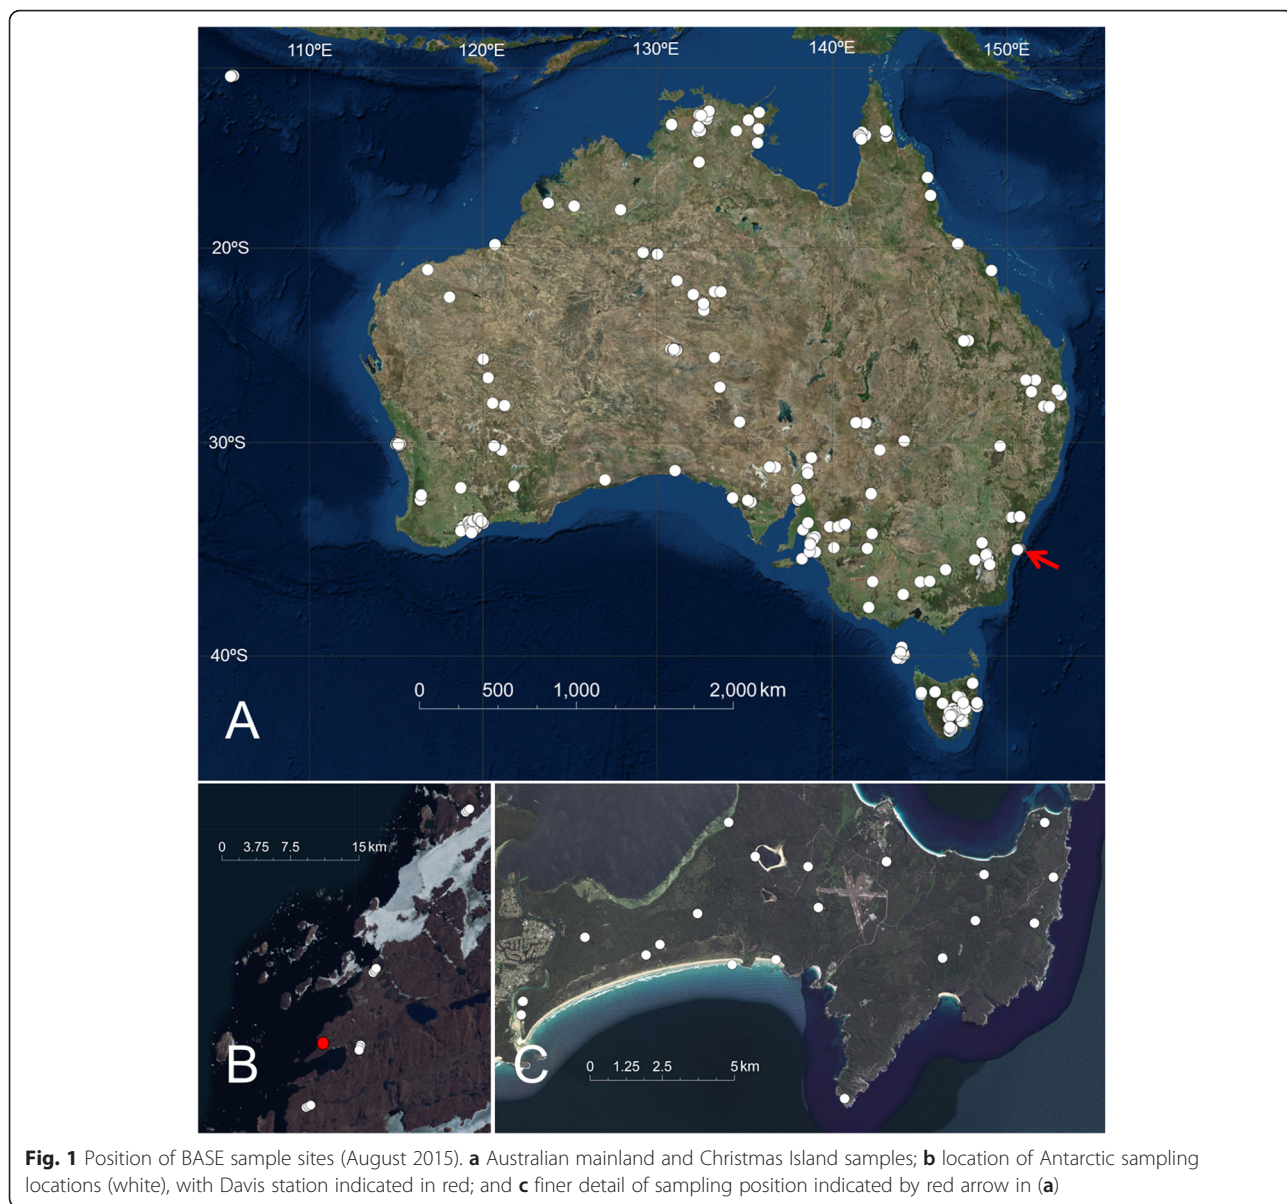 110ºE 120ºE 130ºE 140ºE 150ºE
20ºS
30ºS
40ºS
0 500 1,000 2,000 km
A
0 3.75 7.5 15 km
B
0 1.25 2.5 5 km
C
Fig. 1 Position of BASE sample sites (August 2015). a Australian mainland and Christmas Island samples; b location of Antarctic sampling
locations (white), with Davis station indicated in red; and c finer detail of sampling position indicated by red arrow in (a)